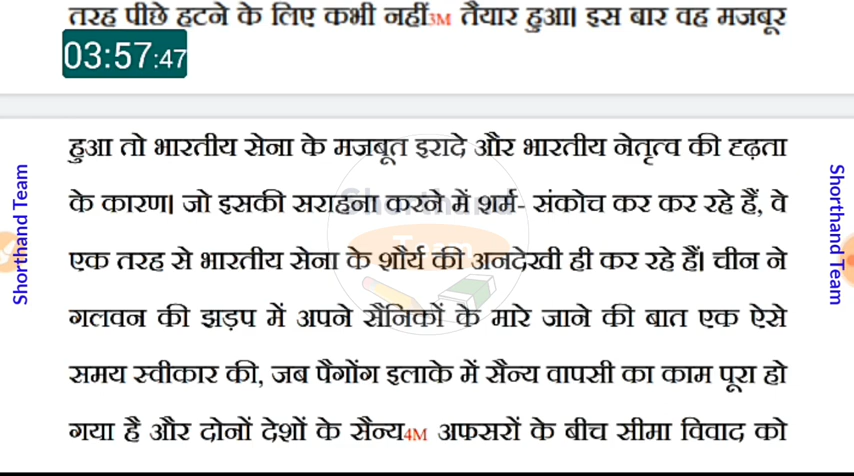 तरह पीछे हटने के लिए कभी नहीं3M तैयार हुआ। इस बार वह मजबूर
03:57:47
हुआ तो भारतीय सेना के मजबूत इरादे और भारतीय नेतृत्व की दृढ़ता
के कारण। जो इसकी सराहना करने में शर्म- संकोच कर कर रहे हैं, वे
एक तरह से भारतीय सेना के शौर्य की अनदेखी ही कर रहे हैं। चीन ने
गलवन की झड़प में अपने सैनिकों के मारे जाने की बात एक ऐसे
समय स्वीकार की, जब पैगोंग इलाके में सैन्य वापसी का काम पूरा हो
गया है और दोनों देशों के सैन्य4M अफसरों के बीच सीमा विवाद को
Shorthand Team
Shorthand Team
Shorthand
Team